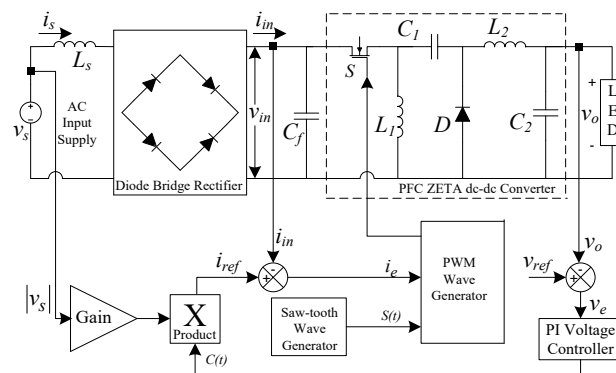 i_s
L_s
v_s
AC
Input
Supply
Diode Bridge Rectifier
i_in
v_in
C_f
S
C_1
L_1
D
L_2
C_2
PFC ZETA dc-dc Converter
+
v_o
-
L
E
D
|v_s|
Gain
i_ref
X
Product
C(t)
i_in
-
+
i_e
Saw-tooth
Wave
Generator
S(t)
PWM
Wave
Generator
v_o
v_ref
-
+
v_e
PI Voltage
Controller